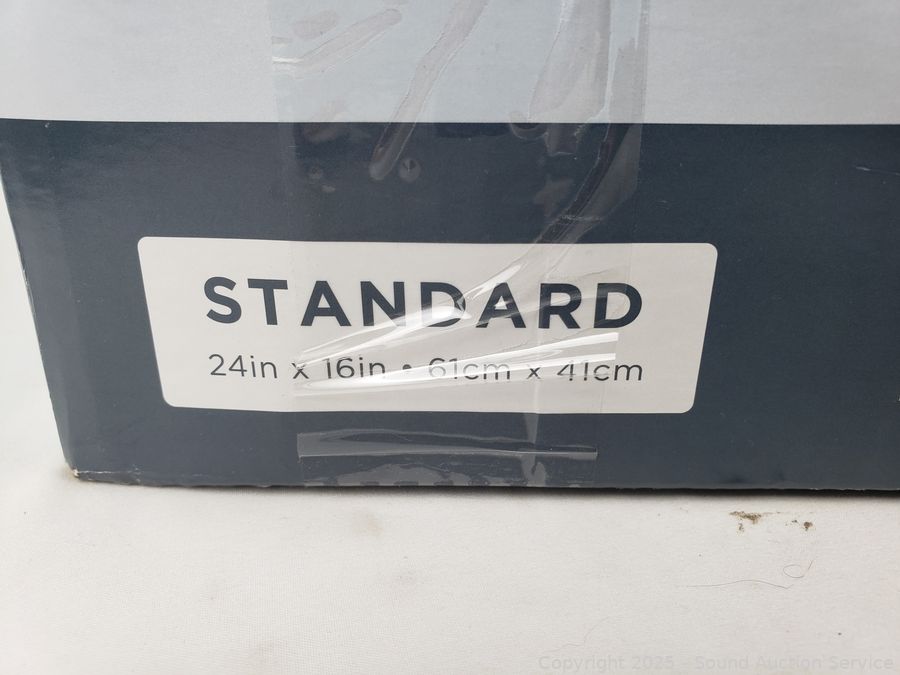 STANDARD
24in x 16in • 61cm x 41cm
Copyright 2025 - Sound Auction Service